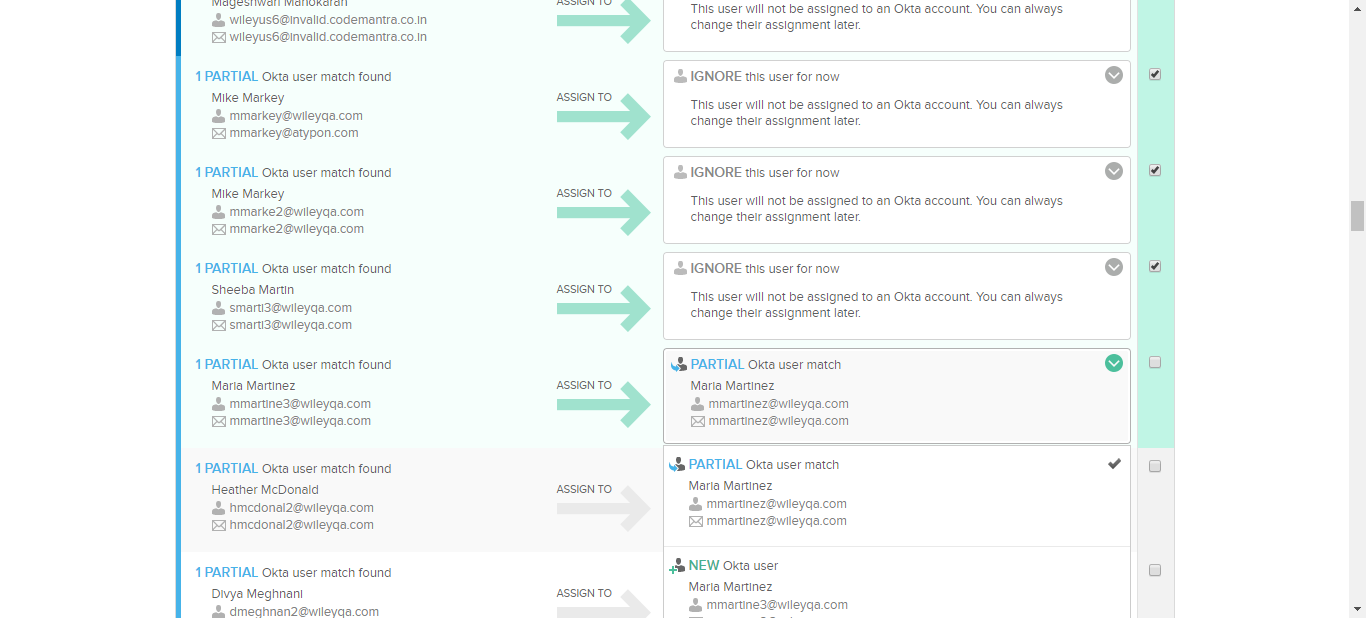 Mageshwari Manokaran
ASSIGN TO
wileyus6@invalid.codemantra.co.in
wileyus6@invalid.codemantra.co.in
This user will not be assigned to an Okta account. You can always
change their assignment later.
1 PARTIAL Okta user match found
Mike Markey
mmarkey@wileyqa.com
mmarkey@atypon.com
ASSIGN TO
IGNORE this user for now
This user will not be assigned to an Okta account. You can always
change their assignment later.
1 PARTIAL Okta user match found
Mike Markey
mmarke2@wileyqa.com
mmarke2@wileyqa.com
ASSIGN TO
IGNORE this user for now
This user will not be assigned to an Okta account. You can always
change their assignment later.
1 PARTIAL Okta user match found
Sheeba Martin
smarti3@wileyqa.com
smarti3@wileyqa.com
ASSIGN TO
IGNORE this user for now
This user will not be assigned to an Okta account. You can always
change their assignment later.
1 PARTIAL Okta user match found
Maria Martinez
mmartine3@wileyqa.com
mmartine3@wileyqa.com
ASSIGN TO
PARTIAL Okta user match
Maria Martinez
mmartinez@wileyqa.com
mmartinez@wileyqa.com
1 PARTIAL Okta user match found
Heather McDonald
hmcdonal2@wileyqa.com
hmcdonal2@wileyqa.com
ASSIGN TO
PARTIAL Okta user match
Maria Martinez
mmartinez@wileyqa.com
mmartinez@wileyqa.com
1 PARTIAL Okta user match found
Divya Meghnani
dmeghnan2@wileyqa.com
ASSIGN TO
NEW Okta user
Maria Martinez
mmartine3@wileyqa.com